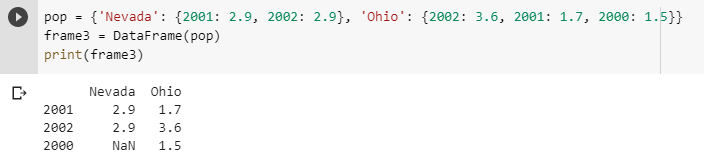 pop = {'Nevada': {2001: 2.9, 2002: 2.9}, 'Ohio': {2002: 3.6, 2001: 1.7, 2000: 1.5}}
frame3 = DataFrame(pop)
print(frame3)
Nevada Ohio
2001 2.9 1.7
2002 2.9 3.6
2000 NaN 1.5